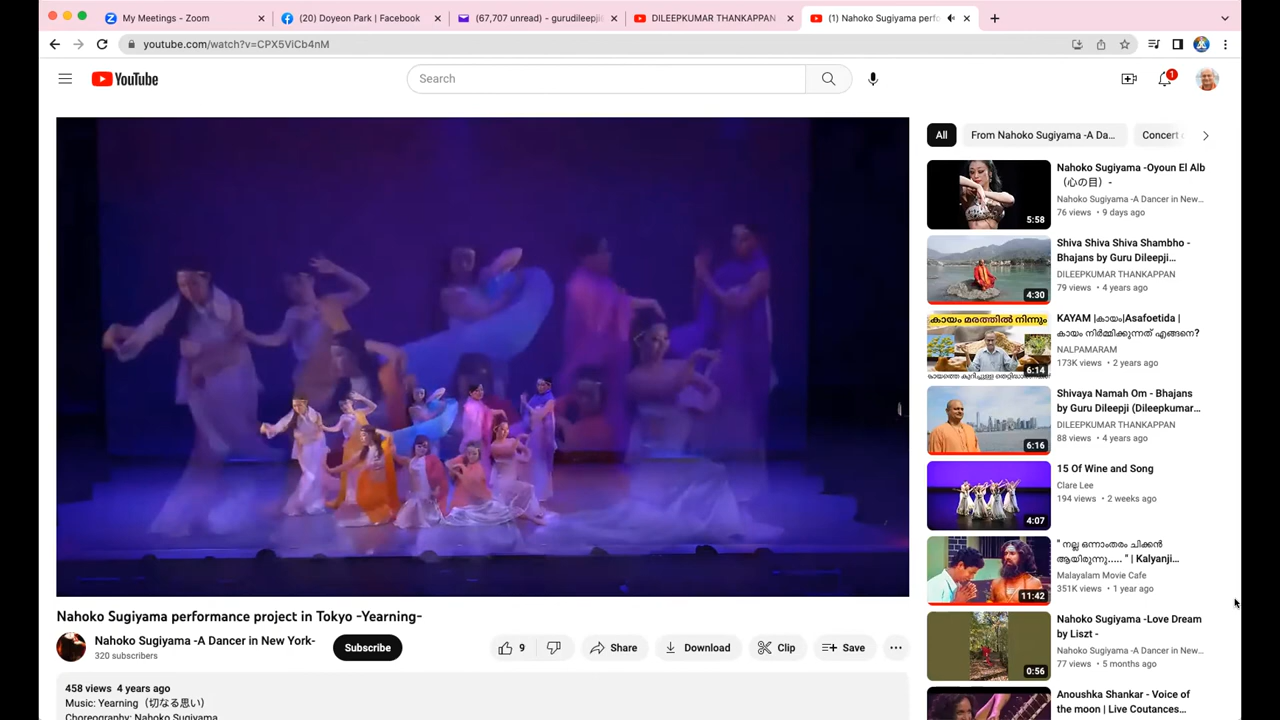 My Meetings - Zoom
(20) Doyeon Park | Facebook
(67,707 unread) - gurudileepji
DILEEPKUMAR THANKAPPAN
(1) Nahoko Sugiyama perfo
youtube.com/watch?v=CPX5ViCb4nM
YouTube
Search
1
All
From Nahoko Sugiyama -A Da...
Concert
Nahoko Sugiyama -Oyoun El Alb
（心の目）-
Nahoko Sugiyama -A Dancer in New...
76 views • 9 days ago
5:58
Shiva Shiva Shiva Shambho -
Bhajans by Guru Dileepji...
DILEEPKUMAR THANKAPPAN
79 views • 4 years ago
4:30
കായം മരത്തിൽ നിന്നും
KAYAM |കായം|Asafoetida |
കായം നിർമ്മിക്കുന്നത് എങ്ങനെ?
NALPAMARAM
173K views • 2 years ago
6:14
Shivaya Namah Om - Bhajans
by Guru Dileepji (Dileepkumar...
DILEEPKUMAR THANKAPPAN
88 views • 4 years ago
6:16
15 Of Wine and Song
Clare Lee
194 views • 2 weeks ago
4:07
" നല്ല ഒന്നാംതരം ചിക്കൻ
ആയിരുന്നു..... " | Kalyanji...
Malayalam Movie Cafe
351K views • 1 year ago
11:42
Nahoko Sugiyama -Love Dream
by Liszt -
Nahoko Sugiyama -A Dancer in New...
77 views • 5 months ago
0:56
Anoushka Shankar - Voice of
the moon | Live Coutances...
Nahoko Sugiyama performance project in Tokyo -Yearning-
Nahoko Sugiyama -A Dancer in New York-
320 subscribers
Subscribe
9
Share
Download
Clip
Save
458 views 4 years ago
Music: Yearning（切なる思い）
Choreography: Nahoko Sugiyama